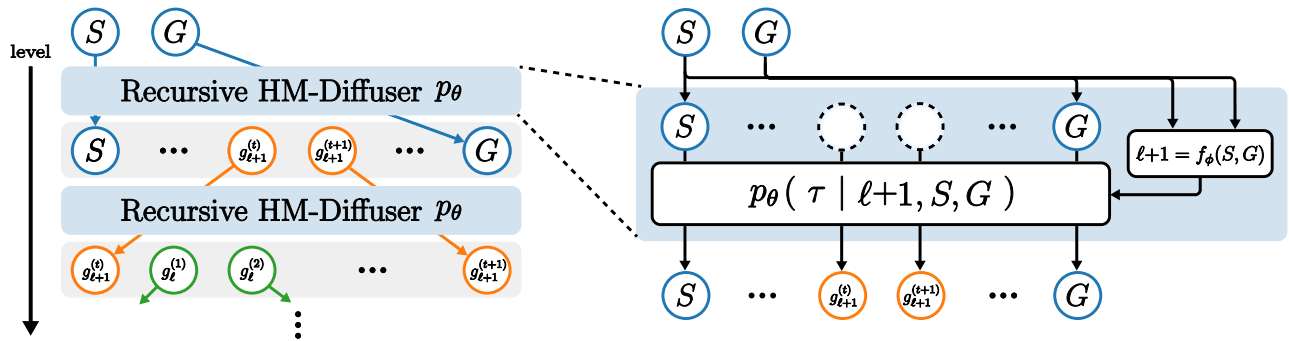 S G
level
Recursive HM-Diffuser p_θ
S ... g_{ℓ+1}^{(t)} g_{ℓ+1}^{(t+1)} ... G
Recursive HM-Diffuser p_θ
g_{ℓ+1}^{(t)} g_ℓ^{(1)} g_ℓ^{(2)} ... g_{ℓ+1}^{(t+1)}
S G
S ... ... G
ℓ+1 = f_ϕ(S, G)
p_θ ( τ | ℓ+1, S, G )
S ... g_{ℓ+1}^{(t)} g_{ℓ+1}^{(t+1)} ... G